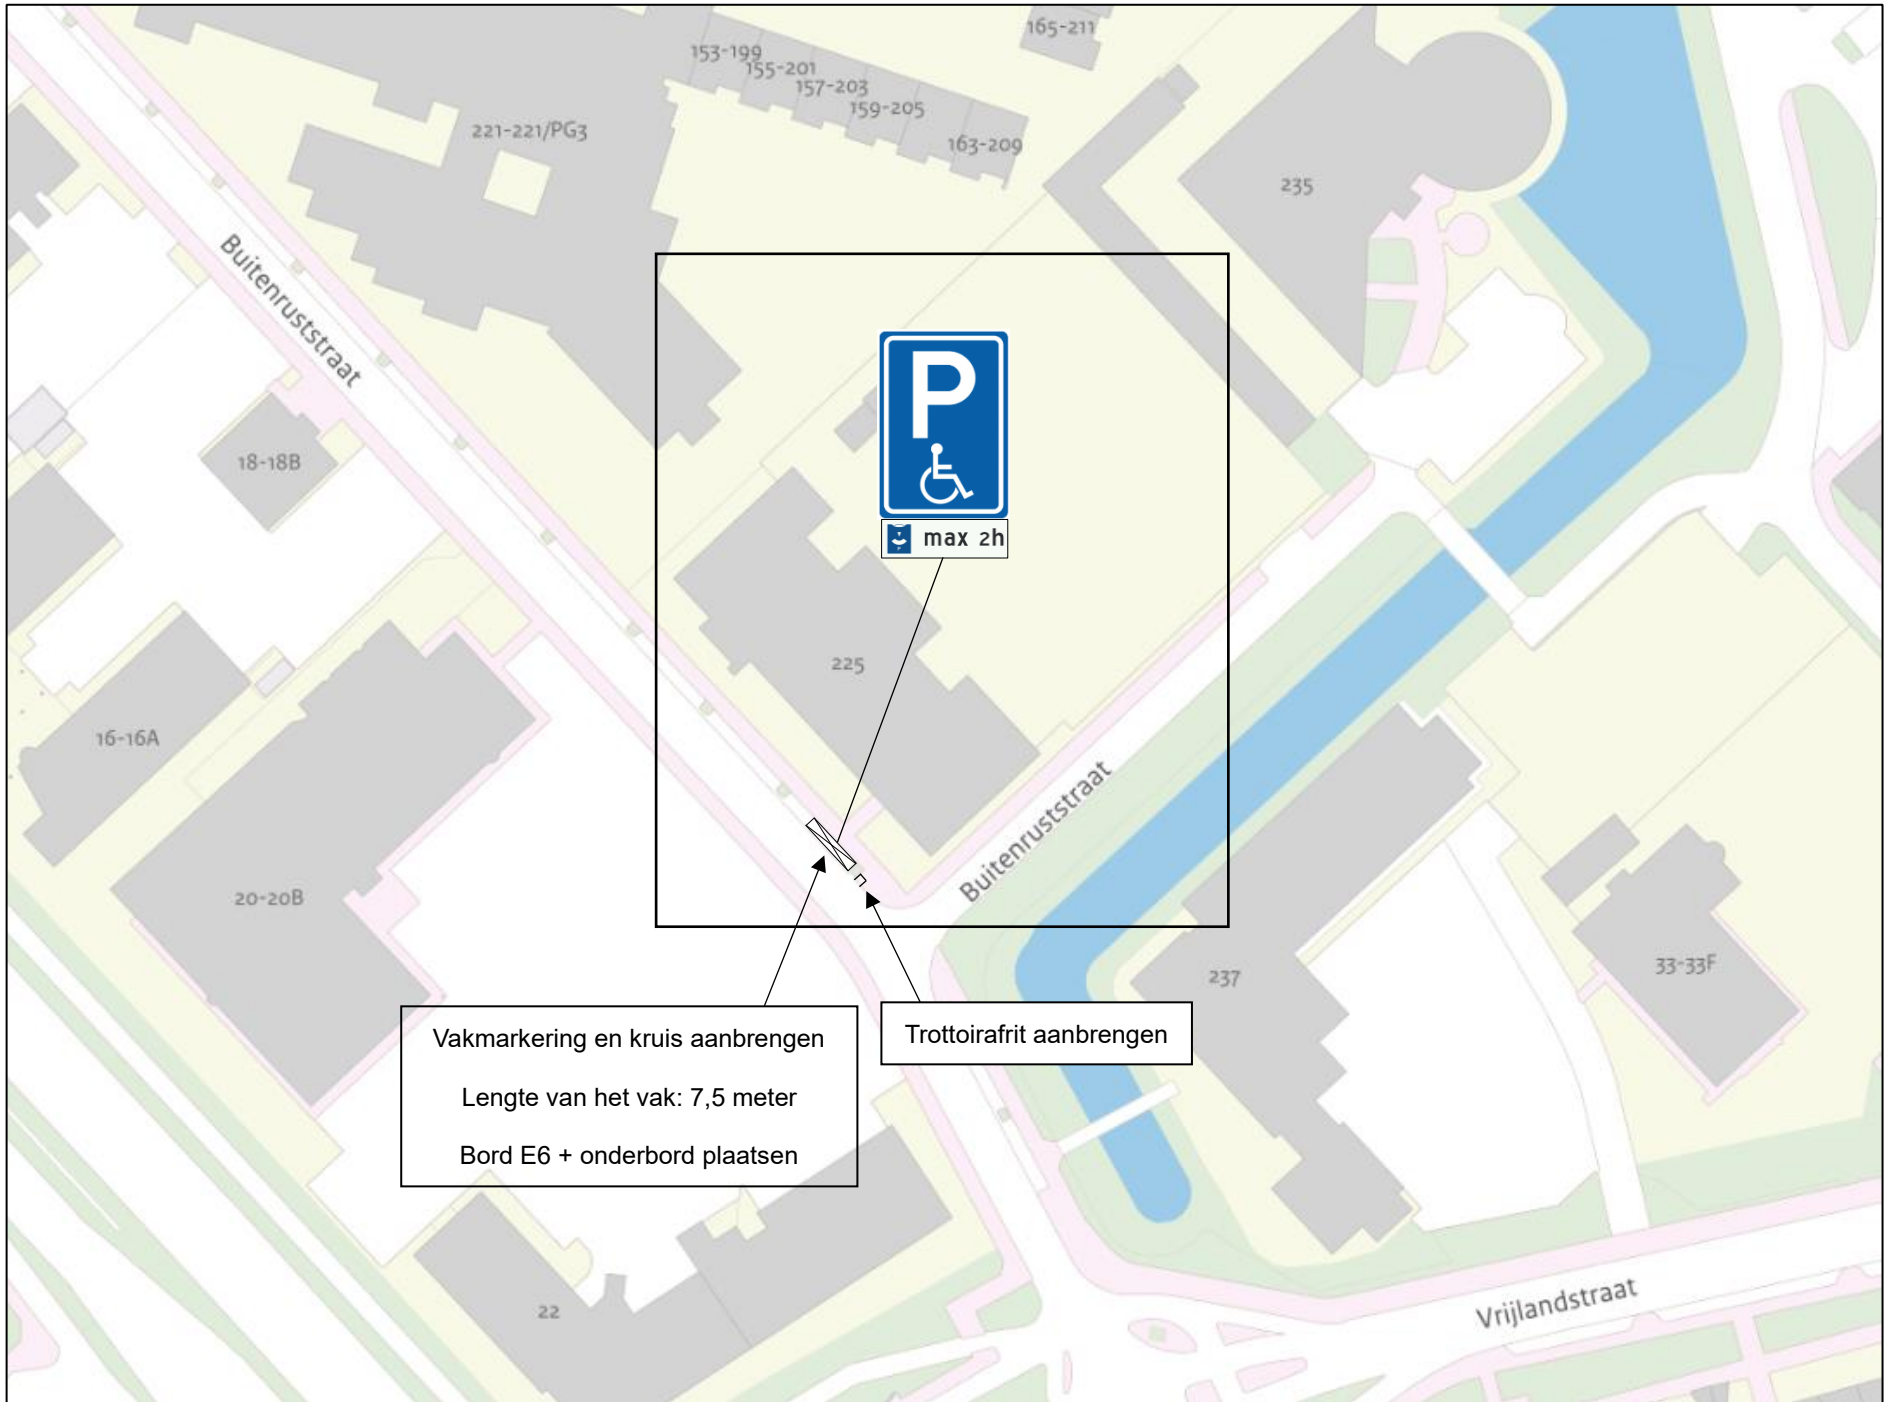 165-211
153-199
155-201
157-203
159-205
163-209
221-221/PG3
235
Buitenruststraat
P
max 2h
18-18B
225
16-16A
Buitenruststraat
20-20B
237
33-33F
Vakmarkering en kruis aanbrengen
Lengte van het vak: 7,5 meter
Bord E6 + onderbord plaatsen
Trottoirafrit aanbrengen
22
Vrijlandstraat